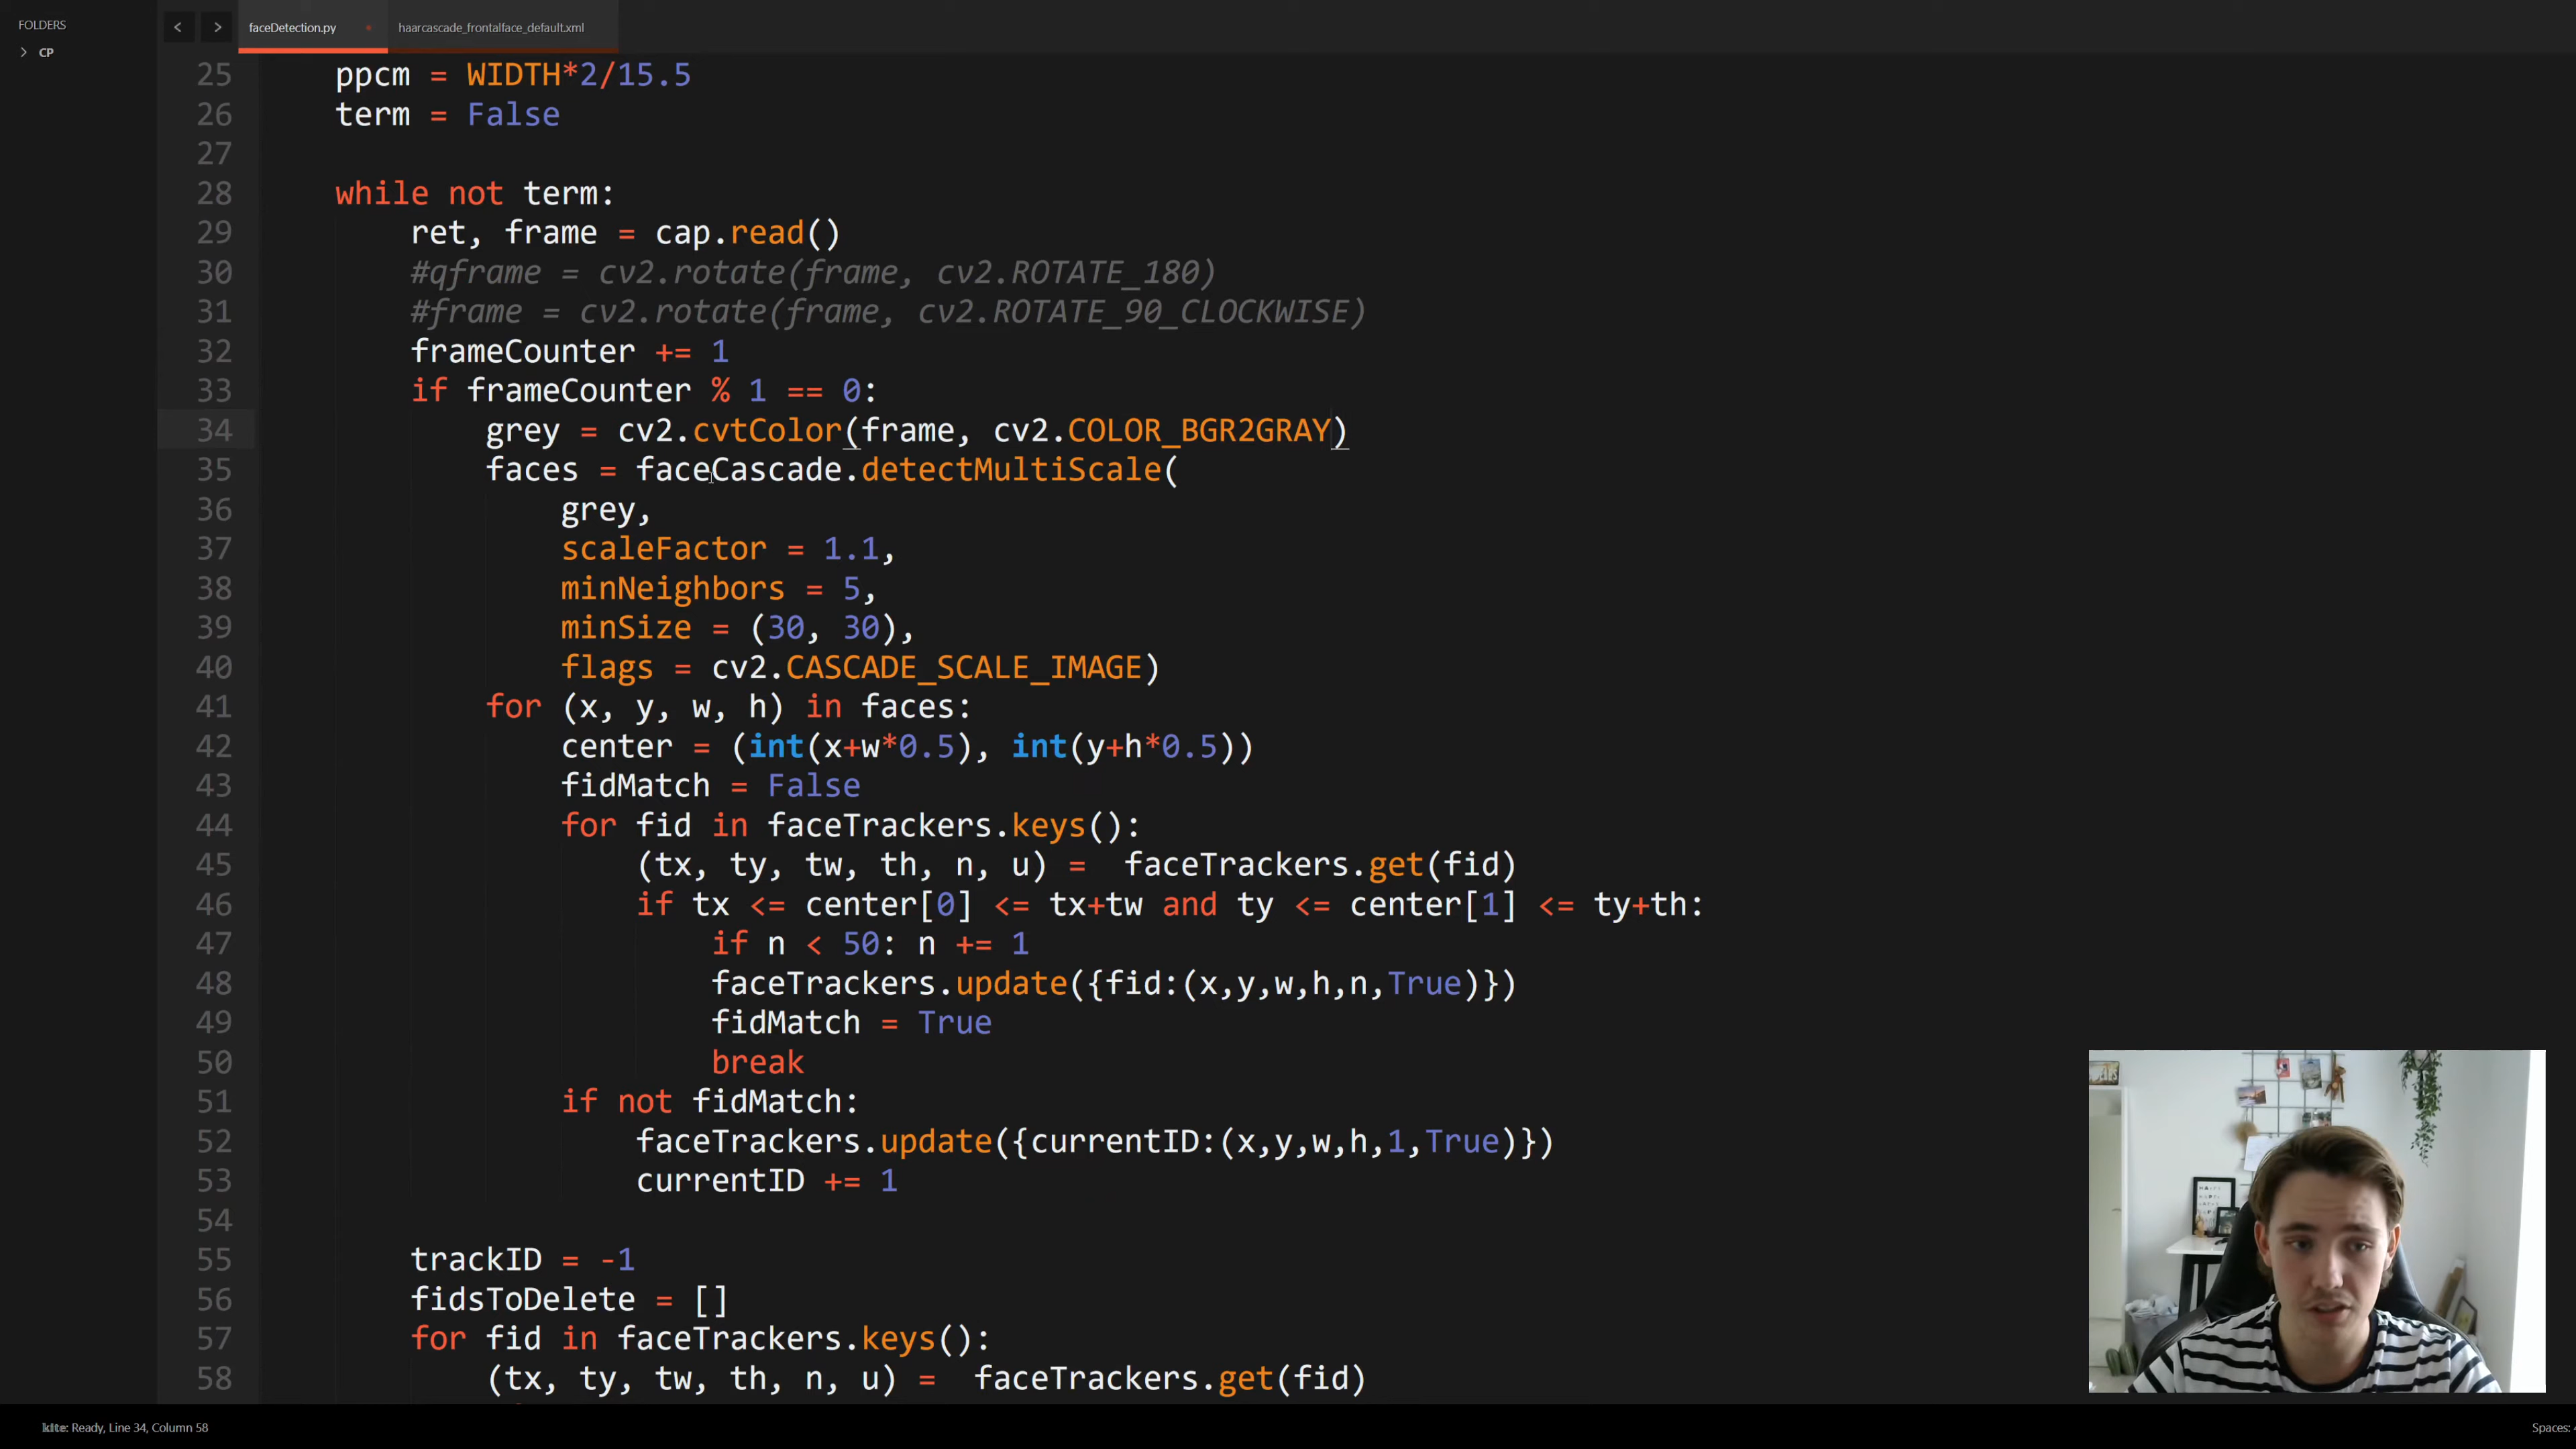 FOLDERS
CP
faceDetection.py
haarcascade_frontalface_default.xml
25 ppcm = WIDTH*2/15.5
26 term = False
27
28 while not term:
29 ret, frame = cap.read()
30 #qframe = cv2.rotate(frame, cv2.ROTATE_180)
31 #frame = cv2.rotate(frame, cv2.ROTATE_90_CLOCKWISE)
32 frameCounter += 1
33 if frameCounter % 1 == 0:
34 grey = cv2.cvtColor(frame, cv2.COLOR_BGR2GRAY)
35 faces = faceCascade.detectMultiScale(
36 grey,
37 scaleFactor = 1.1,
38 minNeighbors = 5,
39 minSize = (30, 30),
40 flags = cv2.CASCADE_SCALE_IMAGE)
41 for (x, y, w, h) in faces:
42 center = (int(x+w*0.5), int(y+h*0.5))
43 fidMatch = False
44 for fid in faceTrackers.keys():
45 (tx, ty, tw, th, n, u) =  faceTrackers.get(fid)
46 if tx <= center[0] <= tx+tw and ty <= center[1] <= ty+th:
47 if n < 50: n += 1
48 faceTrackers.update({fid:(x,y,w,h,n,True)})
49 fidMatch = True
50 break
51 if not fidMatch:
52 faceTrackers.update({currentID:(x,y,w,h,1,True)})
53 currentID += 1
54
55 trackID = -1
56 fidsToDelete = []
57 for fid in faceTrackers.keys():
58 (tx, ty, tw, th, n, u) =  faceTrackers.get(fid)
kite: Ready, Line 34, Column 58
Spaces: